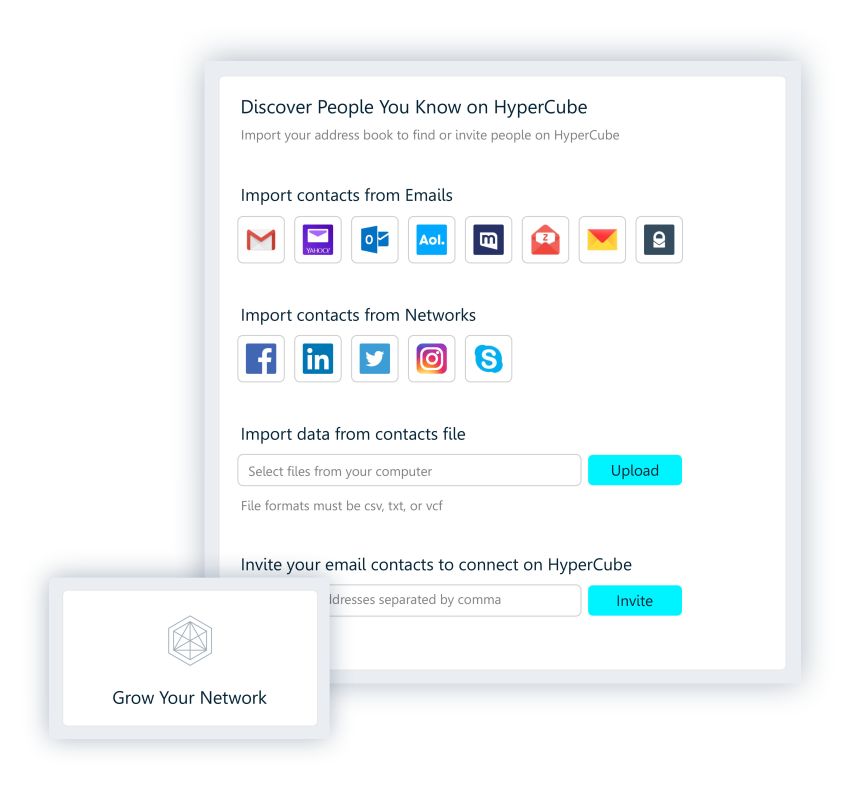 Discover People You Know on HyperCube
Import your address book to find or invite people on HyperCube
Import contacts from Emails
YAHOO!
O
Aol.
m
2
Import contacts from Networks
f
in
S
Import data from contacts file
Select files from your computer
Upload
File formats must be csv, txt, or vcf
Invite your email contacts to connect on HyperCube
separated by comma
Invite
Grow Your Network